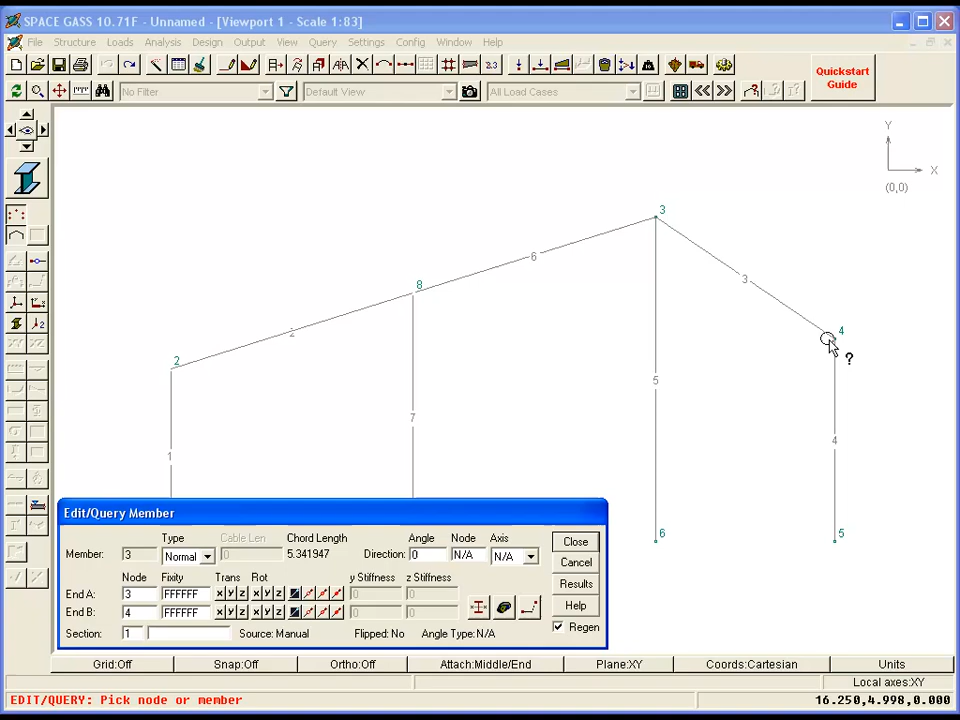 SPACE GASS 10.71F - Unnamed - [Viewport 1 - Scale 1:83]
File Structure Loads Analysis Design Output View Query Settings Config Window Help
2.3
No Filter Default View All Load Cases
Quickstart
Guide
Y
X
(0,0)
3
8
6
3
4
2
2
5
7
4
1
6
5
?
Edit/Query Member
Type Cable Len Chord Length Angle Node Axis
Member: 3 Normal 0 5.341947 Direction: 0 N/A N/A
Close
Cancel
Node Fixity Trans Rot y Stiffness z Stiffness
Results
End A: 3 FFFFFF x y z x y z 0 0
End B: 4 FFFFFF x y z x y z 0 0
Help
Section: 1 Source: Manual Flipped: No Angle Type:N/A
Regen
Grid:Off Snap:Off Ortho:Off Attach:Middle/End Plane:XY Coords:Cartesian Units
Local axes:XY
EDIT/QUERY: Pick node or member 16.250,4.998,0.000